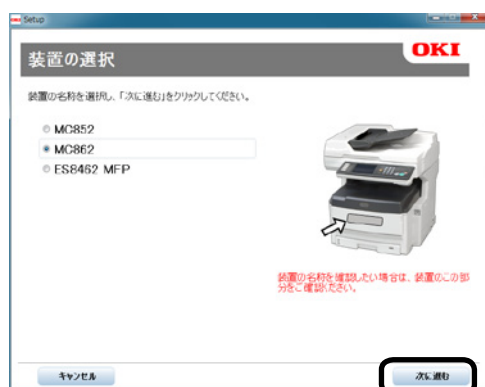 Setup
OKI
装置の選択
装置の名称を選択し、「次に進む」をクリックしてください。
MC852
MC862
ES8462 MFP
装置の名称を確認したい場合は、装置のこの部
分をご確認ください。
キャンセル
次に進む